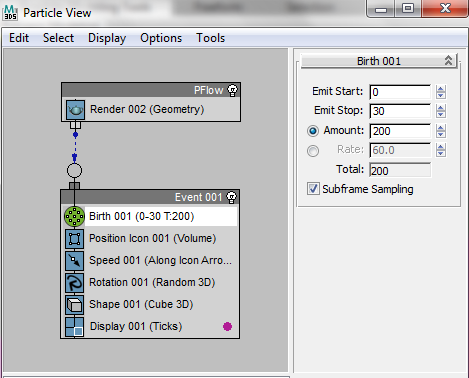 Particle View
Edit Select Display Options Tools
PFlow
Render 002 (Geometry)
Event 001
Birth 001 (0-30 T:200)
Position Icon 001 (Volume)
Speed 001 (Along Icon Arro...
Rotation 001 (Random 3D)
Shape 001 (Cube 3D)
Display 001 (Ticks)
Birth 001
Emit Start: 0
Emit Stop: 30
Amount: 200
Rate: 60.0
Total: 200
Subframe Sampling